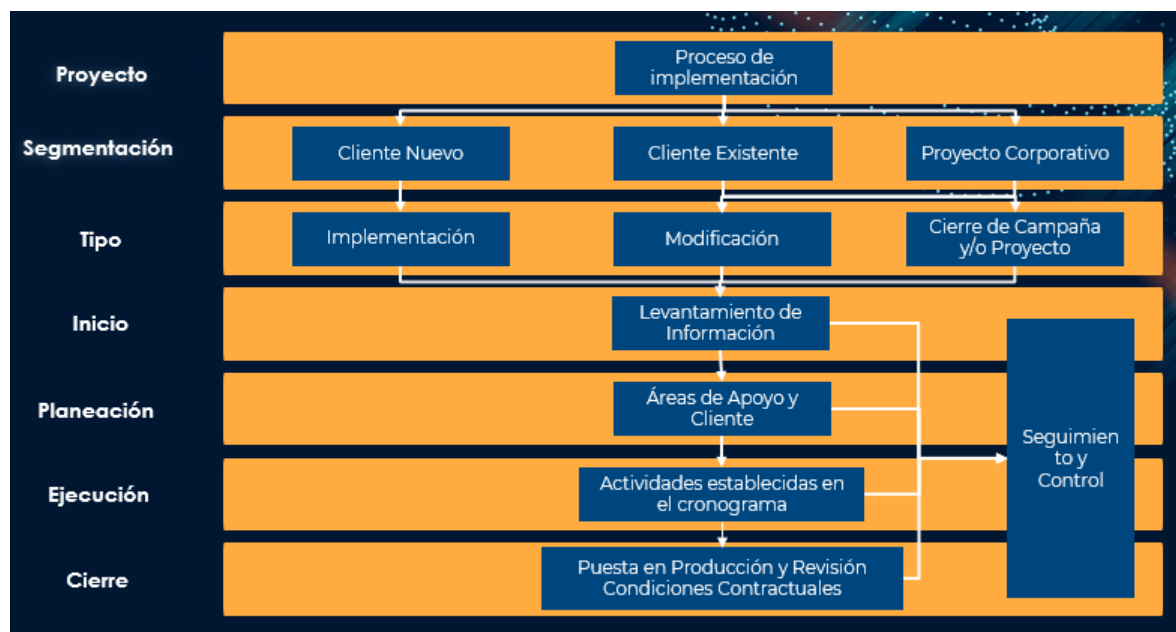 Proyecto
Proceso de
implementación
Segmentación
Cliente Nuevo
Cliente Existente
Proyecto Corporativo
Tipo
Implementación
Modificación
Cierre de Campaña
y/o Proyecto
Inicio
Levantamiento de
Información
Planeación
Áreas de Apoyo y
Cliente
Seguimien
to y
Control
Ejecución
Actividades establecidas en
el cronograma
Cierre
Puesta en Producción y Revisión
Condiciones Contractuales